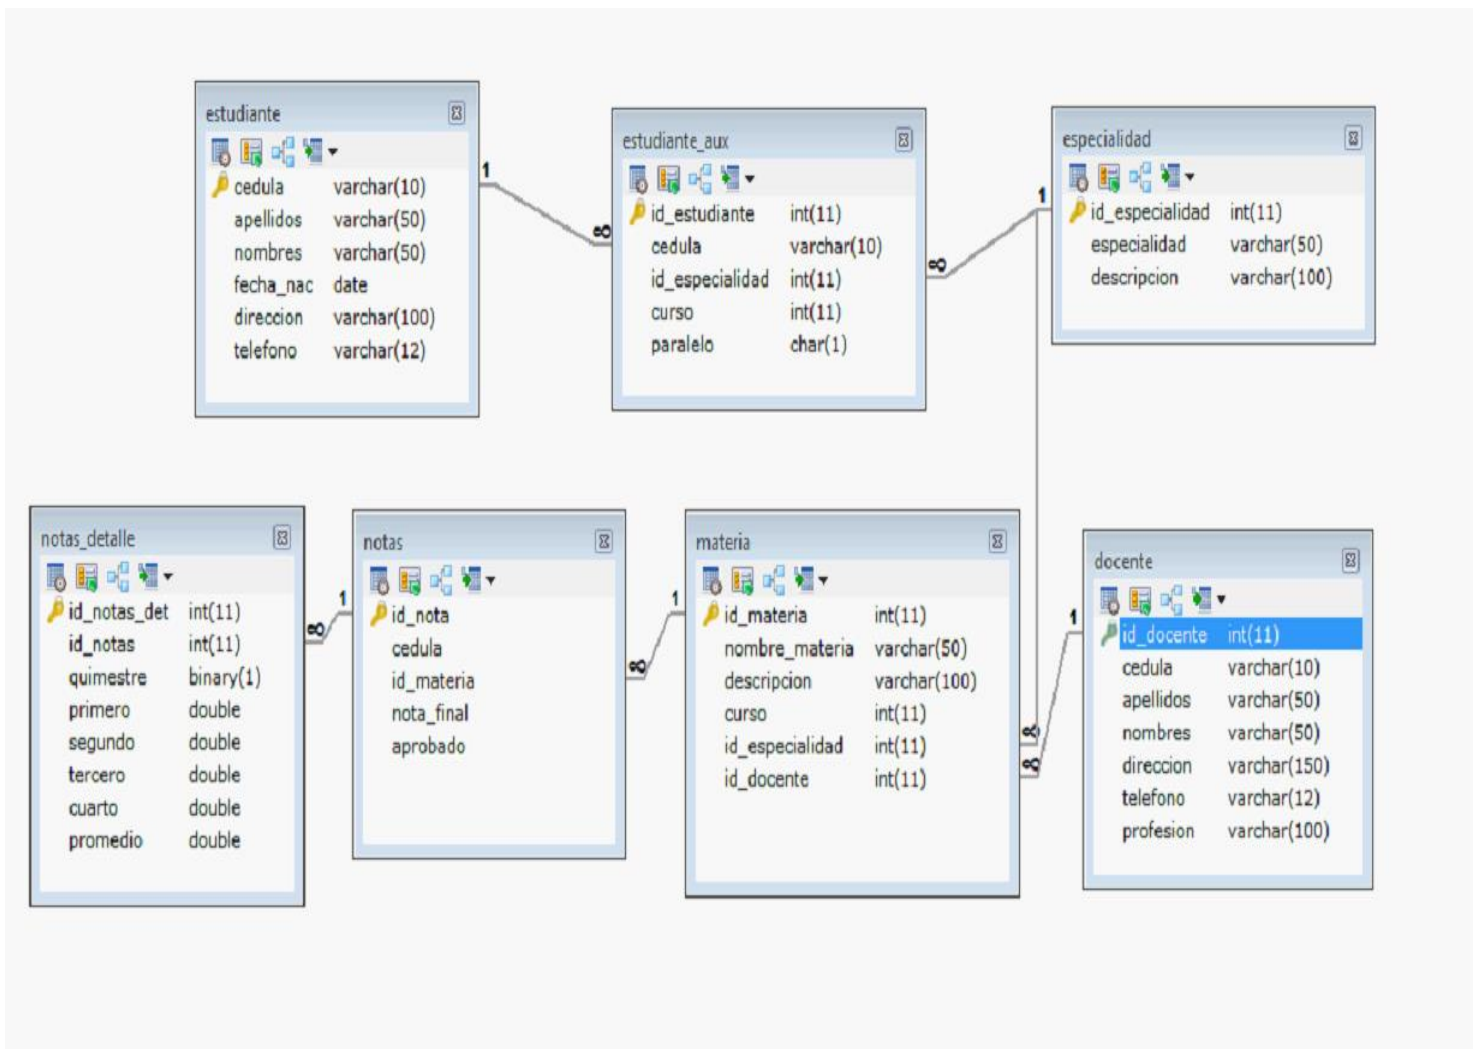 estudiante
cedula varchar(10)
apellidos varchar(50)
nombres varchar(50)
fecha_nac date
direccion varchar(100)
telefono varchar(12)
1
∞
estudiante_aux
id_estudiante int(11)
cedula varchar(10)
id_especialidad int(11)
curso int(11)
paralelo char(1)
∞
1
especialidad
id_especialidad int(11)
especialidad varchar(50)
descripcion varchar(100)
notas_detalle
id_notas_det int(11)
id_notas int(11)
quimestre binary(1)
primero double
segundo double
tercero double
cuarto double
promedio double
∞
1
notas
id_nota
cedula
id_materia
nota_final
aprobado
∞
1
materia
id_materia int(11)
nombre_materia varchar(50)
descripcion varchar(100)
curso int(11)
id_especialidad int(11)
id_docente int(11)
∞
∞
1
docente
id_docente int(11)
cedula varchar(10)
apellidos varchar(50)
nombres varchar(50)
direccion varchar(150)
telefono varchar(12)
profesion varchar(100)